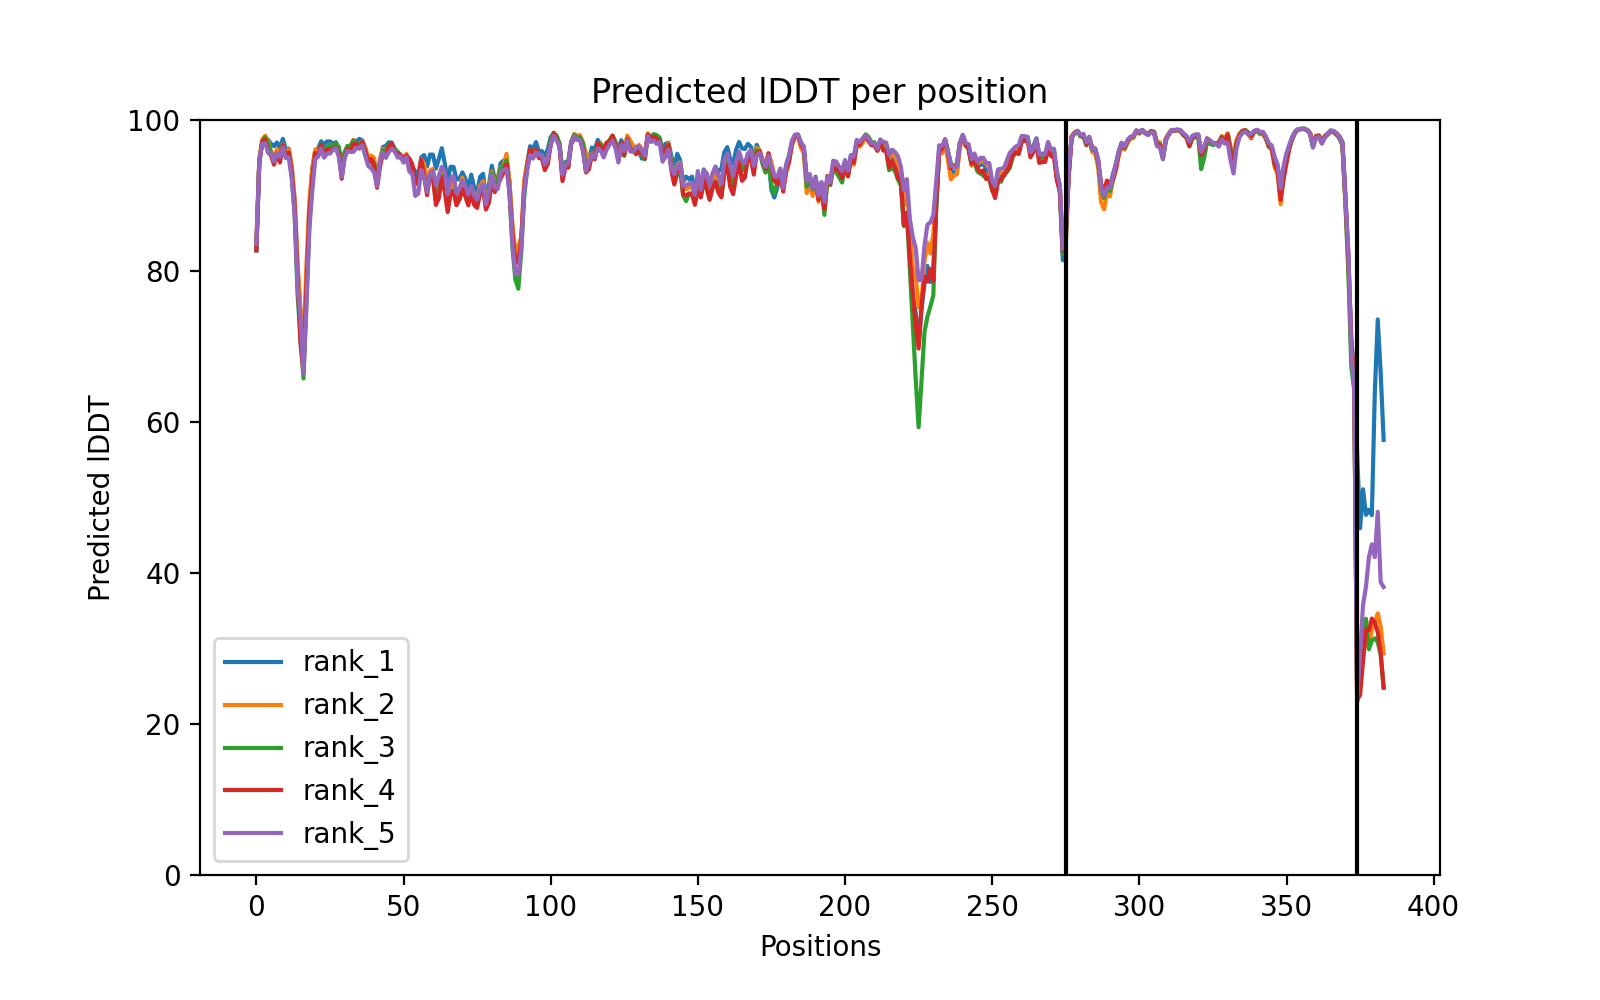 Predicted lDDT per position
Predicted lDDT
100
80
60
40
20
0
rank_1
rank_2
rank_3
rank_4
rank_5
0 50 100 150 200 250 300 350 400
Positions